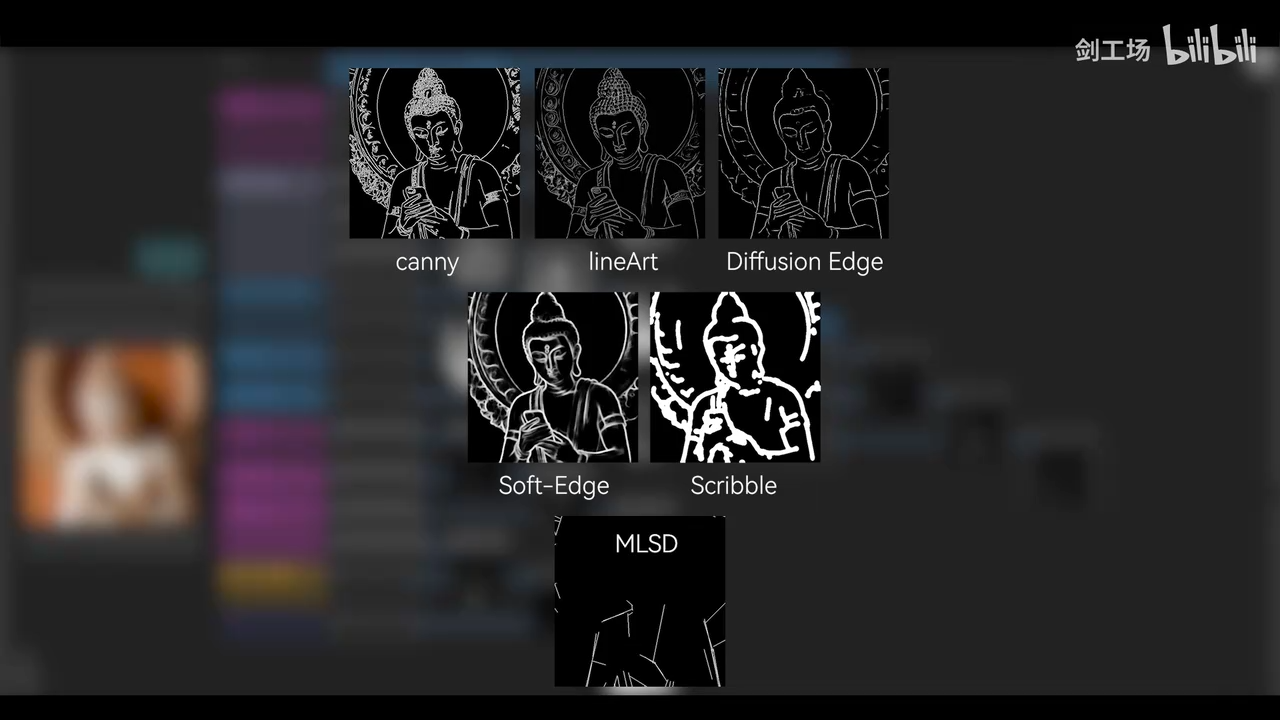 剑工场 bilibili
canny
lineArt
Diffusion Edge
Soft-Edge
Scribble
MLSD